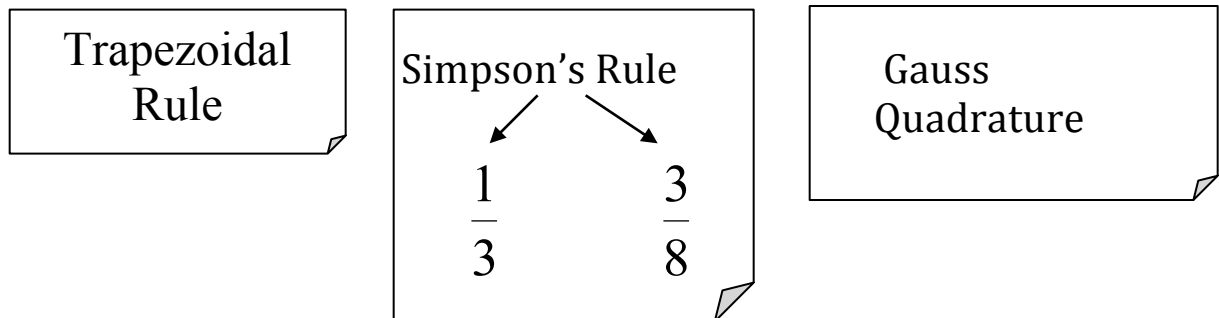 Trapezoidal
Rule
Simpson’s Rule
1/3
3/8
Gauss
Quadrature